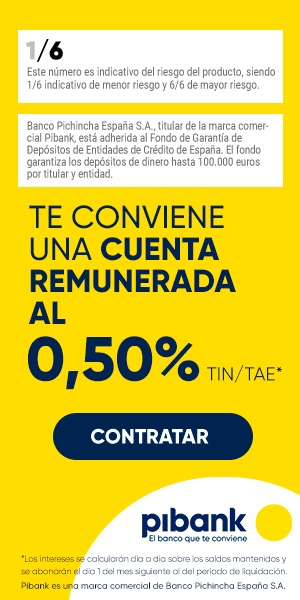 1/6
Este número es indicativo del riesgo del producto, siendo
1/6 indicativo de menor riesgo y 6/6 de mayor riesgo.
Banco Pichincha España S.A., titular de la marca comer-
cial Pibank, está adherida al Fondo de Garantía de
Depósitos de Entidades de Crédito de España. El fondo
garantiza los depósitos de dinero hasta 100.000 euros
por titular y entidad.
TE CONVIENE
UNA CUENTA
REMUNERADA
AL
0,50% TIN/TAE*
CONTRATAR
pibank
El banco que te conviene
*Los intereses se calcularán día a día sobre los saldos mantenidos y
se abonarán el día 1 del mes siguiente al del periodo de liquidación.
Pibank es una marca comercial de Banco Pichincha España S.A.